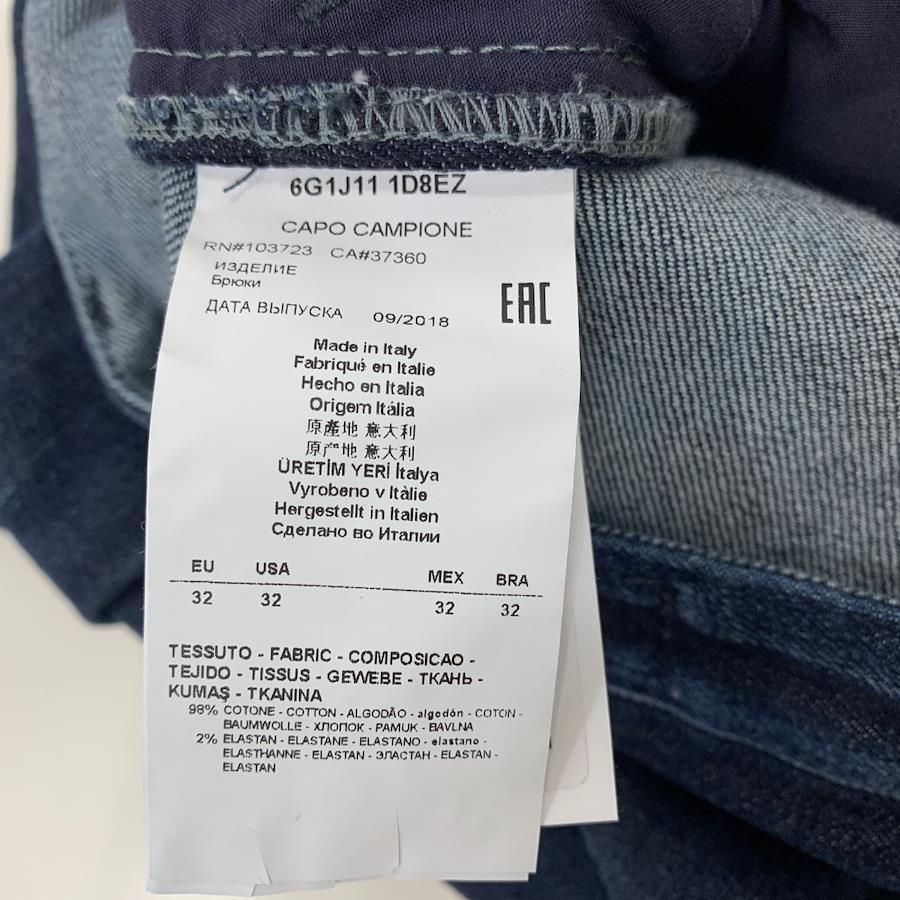 6G1J11 1D8EZ
CAPO CAMPIONE
RN#103723 CA#37360
ИЗДЕЛИЕ
Брюки
ДАТА ВЫПУСКА 09/2018
EAC
Made in Italy
Fabriqué en Italie
Hecho en Italia
Origem Itália
原產地 意大利
原产地 意大利
ÜRETİM YERİ İtalya
Vyrobeno v Itàlie
Hergestellt in Italien
Сделано во Италии
EU USA MEX BRA
32 32 32 32
TESSUTO - FABRIC - COMPOSICAO -
TEJIDO - TISSUS - GEWEBE - ТКАНЬ -
KUMAŞ - TKANINA
98% COTONE - COTTON - ALGODÃO - algodón - COTON -
BAUMWOLLE - ХЛОПОК - PAMUK - BAVLNA
2% ELASTAN - ELASTANE - ELASTANO - elastano -
ELASTHANNE - ELASTAN - ЭЛАСТАН - ELASTAN -
ELASTAN